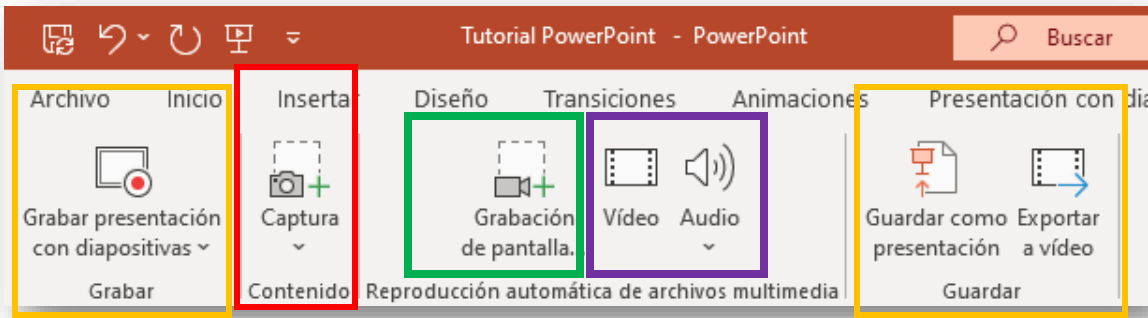 Tutorial PowerPoint - PowerPoint
Buscar
Archivo Inicio Insertar Diseño Transiciones Animaciones Presentación con dia
Grabar presentación
con diapositivas
Captura
Grabación
de pantalla...
Vídeo
Audio
Guardar como
presentación
Exportar
a vídeo
Grabar
Contenido
Reproducción automática de archivos multimedia
Guardar